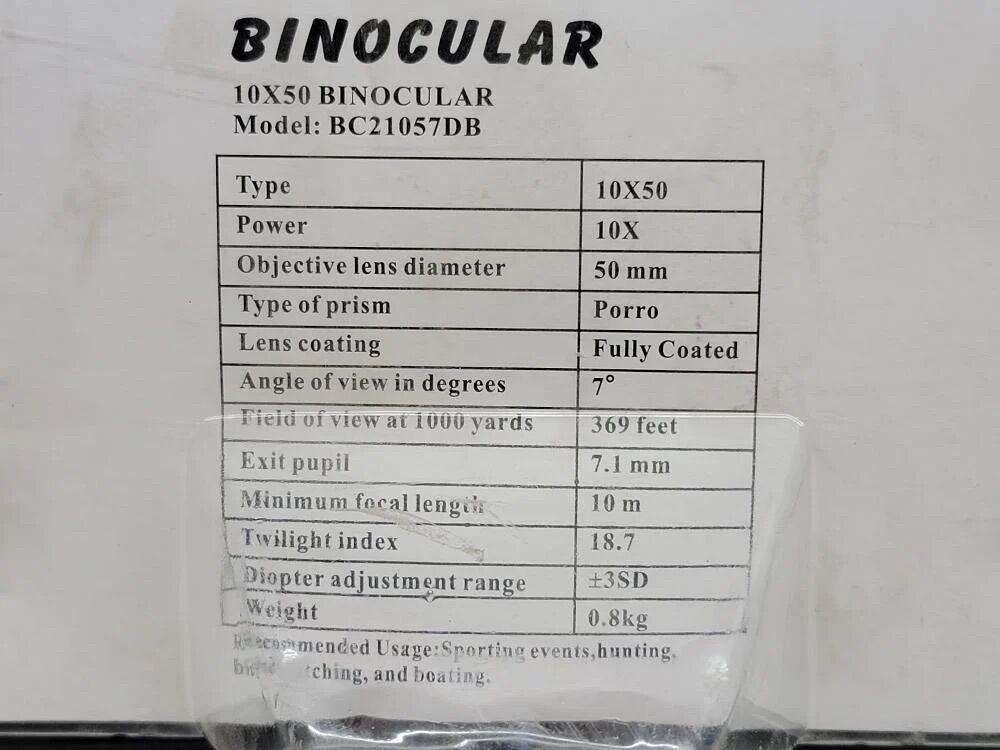 BINOCULAR
10X50 BINOCULAR
Model: BC21057DB
Type 10X50
Power 10X
Objective lens diameter 50 mm
Type of prism Porro
Lens coating Fully Coated
Angle of view in degrees 7°
Field of view at 1000 yards 369 feet
Exit pupil 7.1 mm
Minimum focal length 10 m
Twilight index 18.7
Diopter adjustment range ±3SD
Weight 0.8kg
Recommended Usage:Sporting events,hunting,
and boating.